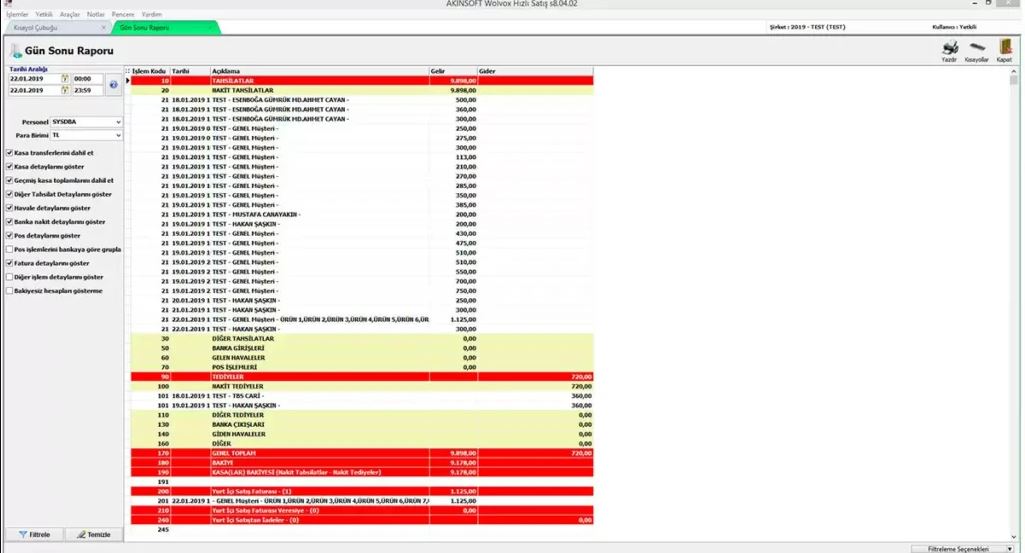 AKINSOFT Wolvox Hızlı Satış s8.04.02
İşlemler Yetkili Araçlar Notlar Pencere Yardım
Kısayol Çubuğu × Gün Sonu Raporu
Şirket : 2019 - TEST (TEST) Kullanıcı : Yetkili
Gün Sonu Raporu
Yazdır Kısayollar Kapat
Tarihi Aralığı
22.01.2019 00:00
22.01.2019 23:59
Personel SYSDBA
Para Birimi TL
Kasa transferlerini dahil et
Kasa detaylarını göster
Geçmiş kasa toplamlarını dahil et
Diğer Tahsilat Detaylarını göster
Havale detaylarını göster
Banka nakit detaylarını göster
Pos detaylarını göster
Pos işlemlerini bankaya göre grupla
Fatura detaylarını göster
Diğer işlem detaylarını göster
Bakiyesiz hesapları gösterme
Filtrele Temizle
İşlem Kodu Tarihi Açıklama Gelir Gider
10 TAHSİLATLAR 9.898,00
20 NAKİT TAHSİLATLAR 9.898,00
21 18.01.2019 1 TEST - ESENBOĞA GÜMRÜK MD.AHMET CAYAN - 500,00
21 18.01.2019 1 TEST - ESENBOĞA GÜMRÜK MD.AHMET CAYAN - 360,00
21 18.01.2019 1 TEST - ESENBOĞA GÜMRÜK MD.AHMET CAYAN - 300,00
21 19.01.2019 0 TEST - GENEL Müşteri - 250,00
21 19.01.2019 0 TEST - GENEL Müşteri - 275,00
21 19.01.2019 1 TEST - GENEL Müşteri - 300,00
21 19.01.2019 1 TEST - GENEL Müşteri - 113,00
21 19.01.2019 1 TEST - GENEL Müşteri - 210,00
21 19.01.2019 1 TEST - GENEL Müşteri - 270,00
21 19.01.2019 1 TEST - GENEL Müşteri - 285,00
21 19.01.2019 1 TEST - GENEL Müşteri - 350,00
21 19.01.2019 1 TEST - GENEL Müşteri - 385,00
21 19.01.2019 1 TEST - MUSTAFA CANAYAKIN - 200,00
21 19.01.2019 1 TEST - HAKAN ŞAŞKIN - 200,00
21 19.01.2019 1 TEST - GENEL Müşteri - 430,00
21 19.01.2019 1 TEST - GENEL Müşteri - 475,00
21 19.01.2019 1 TEST - GENEL Müşteri - 510,00
21 19.01.2019 2 TEST - GENEL Müşteri - 510,00
21 19.01.2019 2 TEST - GENEL Müşteri - 550,00
21 19.01.2019 2 TEST - GENEL Müşteri - 700,00
21 19.01.2019 2 TEST - GENEL Müşteri - 750,00
21 20.01.2019 1 TEST - HAKAN ŞAŞKIN - 250,00
21 21.01.2019 1 TEST - HAKAN ŞAŞKIN - 300,00
21 22.01.2019 1 TEST - GENEL Müşteri - ÜRÜN 1,ÜRÜN 2,ÜRÜN 3,ÜRÜN 4,ÜRÜN 5,ÜRÜN 6,ÜR 1.125,00
21 22.01.2019 1 TEST - HAKAN ŞAŞKIN - 300,00
30 DİĞER TAHSİLATLAR 0,00
50 BANKA GİRİŞLERİ 0,00
60 GELEN HAVALELER 0,00
70 POS İŞLEMLERİ 0,00
90 TEDİYELER 720,00
100 NAKİT TEDİYELER 720,00
101 18.01.2019 1 TEST - TBS CARİ - 360,00
101 19.01.2019 1 TEST - HAKAN ŞAŞKIN - 360,00
110 DİĞER TEDİYELER 0,00
130 BANKA ÇIKIŞLARI 0,00
140 GİDEN HAVALELER 0,00
160 DİĞER 0,00
170 GENEL TOPLAM 9.898,00 720,00
180 BAKİYE 9.178,00
190 KASA(LAR) BAKİYESİ (Nakit Tahsilatlar - Nakit Tediyeler) 9.178,00
191
200 Yurt İçi Satış Faturası - (1) 1.125,00
201 22.01.2019 1 - GENEL Müşteri - ÜRÜN 1,ÜRÜN 2,ÜRÜN 3,ÜRÜN 4,ÜRÜN 5,ÜRÜN 6,ÜRÜN 7,Ü 1.125,00
210 Yurt İçi Satış Faturası Veresiye - (0) 0,00
240 Yurt İçi Satıştan İadeler - (0) 0,00
245
Filtreleme Seçenekleri